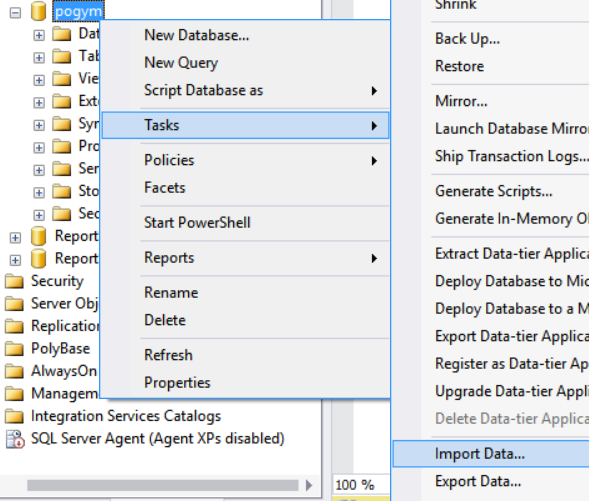 pogym
Dat
Tab
Vie
Ext
Syn
Pro
Ser
Sto
Sec
Report
Report
Security
Server Obj
Replication
PolyBase
AlwaysOn
Managem
Integration Services Catalogs
SQL Server Agent (Agent XPs disabled)
New Database...
New Query
Script Database as
Tasks
Policies
Facets
Start PowerShell
Reports
Rename
Delete
Refresh
Properties
Shrink
Back Up...
Restore
Mirror...
Launch Database Mirror
Ship Transaction Logs...
Generate Scripts...
Generate In-Memory Ol
Extract Data-tier Applica
Deploy Database to Mic
Deploy Database to a M
Export Data-tier Applica
Register as Data-tier Ap
Upgrade Data-tier Appli
Delete Data-tier Applica
Import Data...
Export Data...
100 %